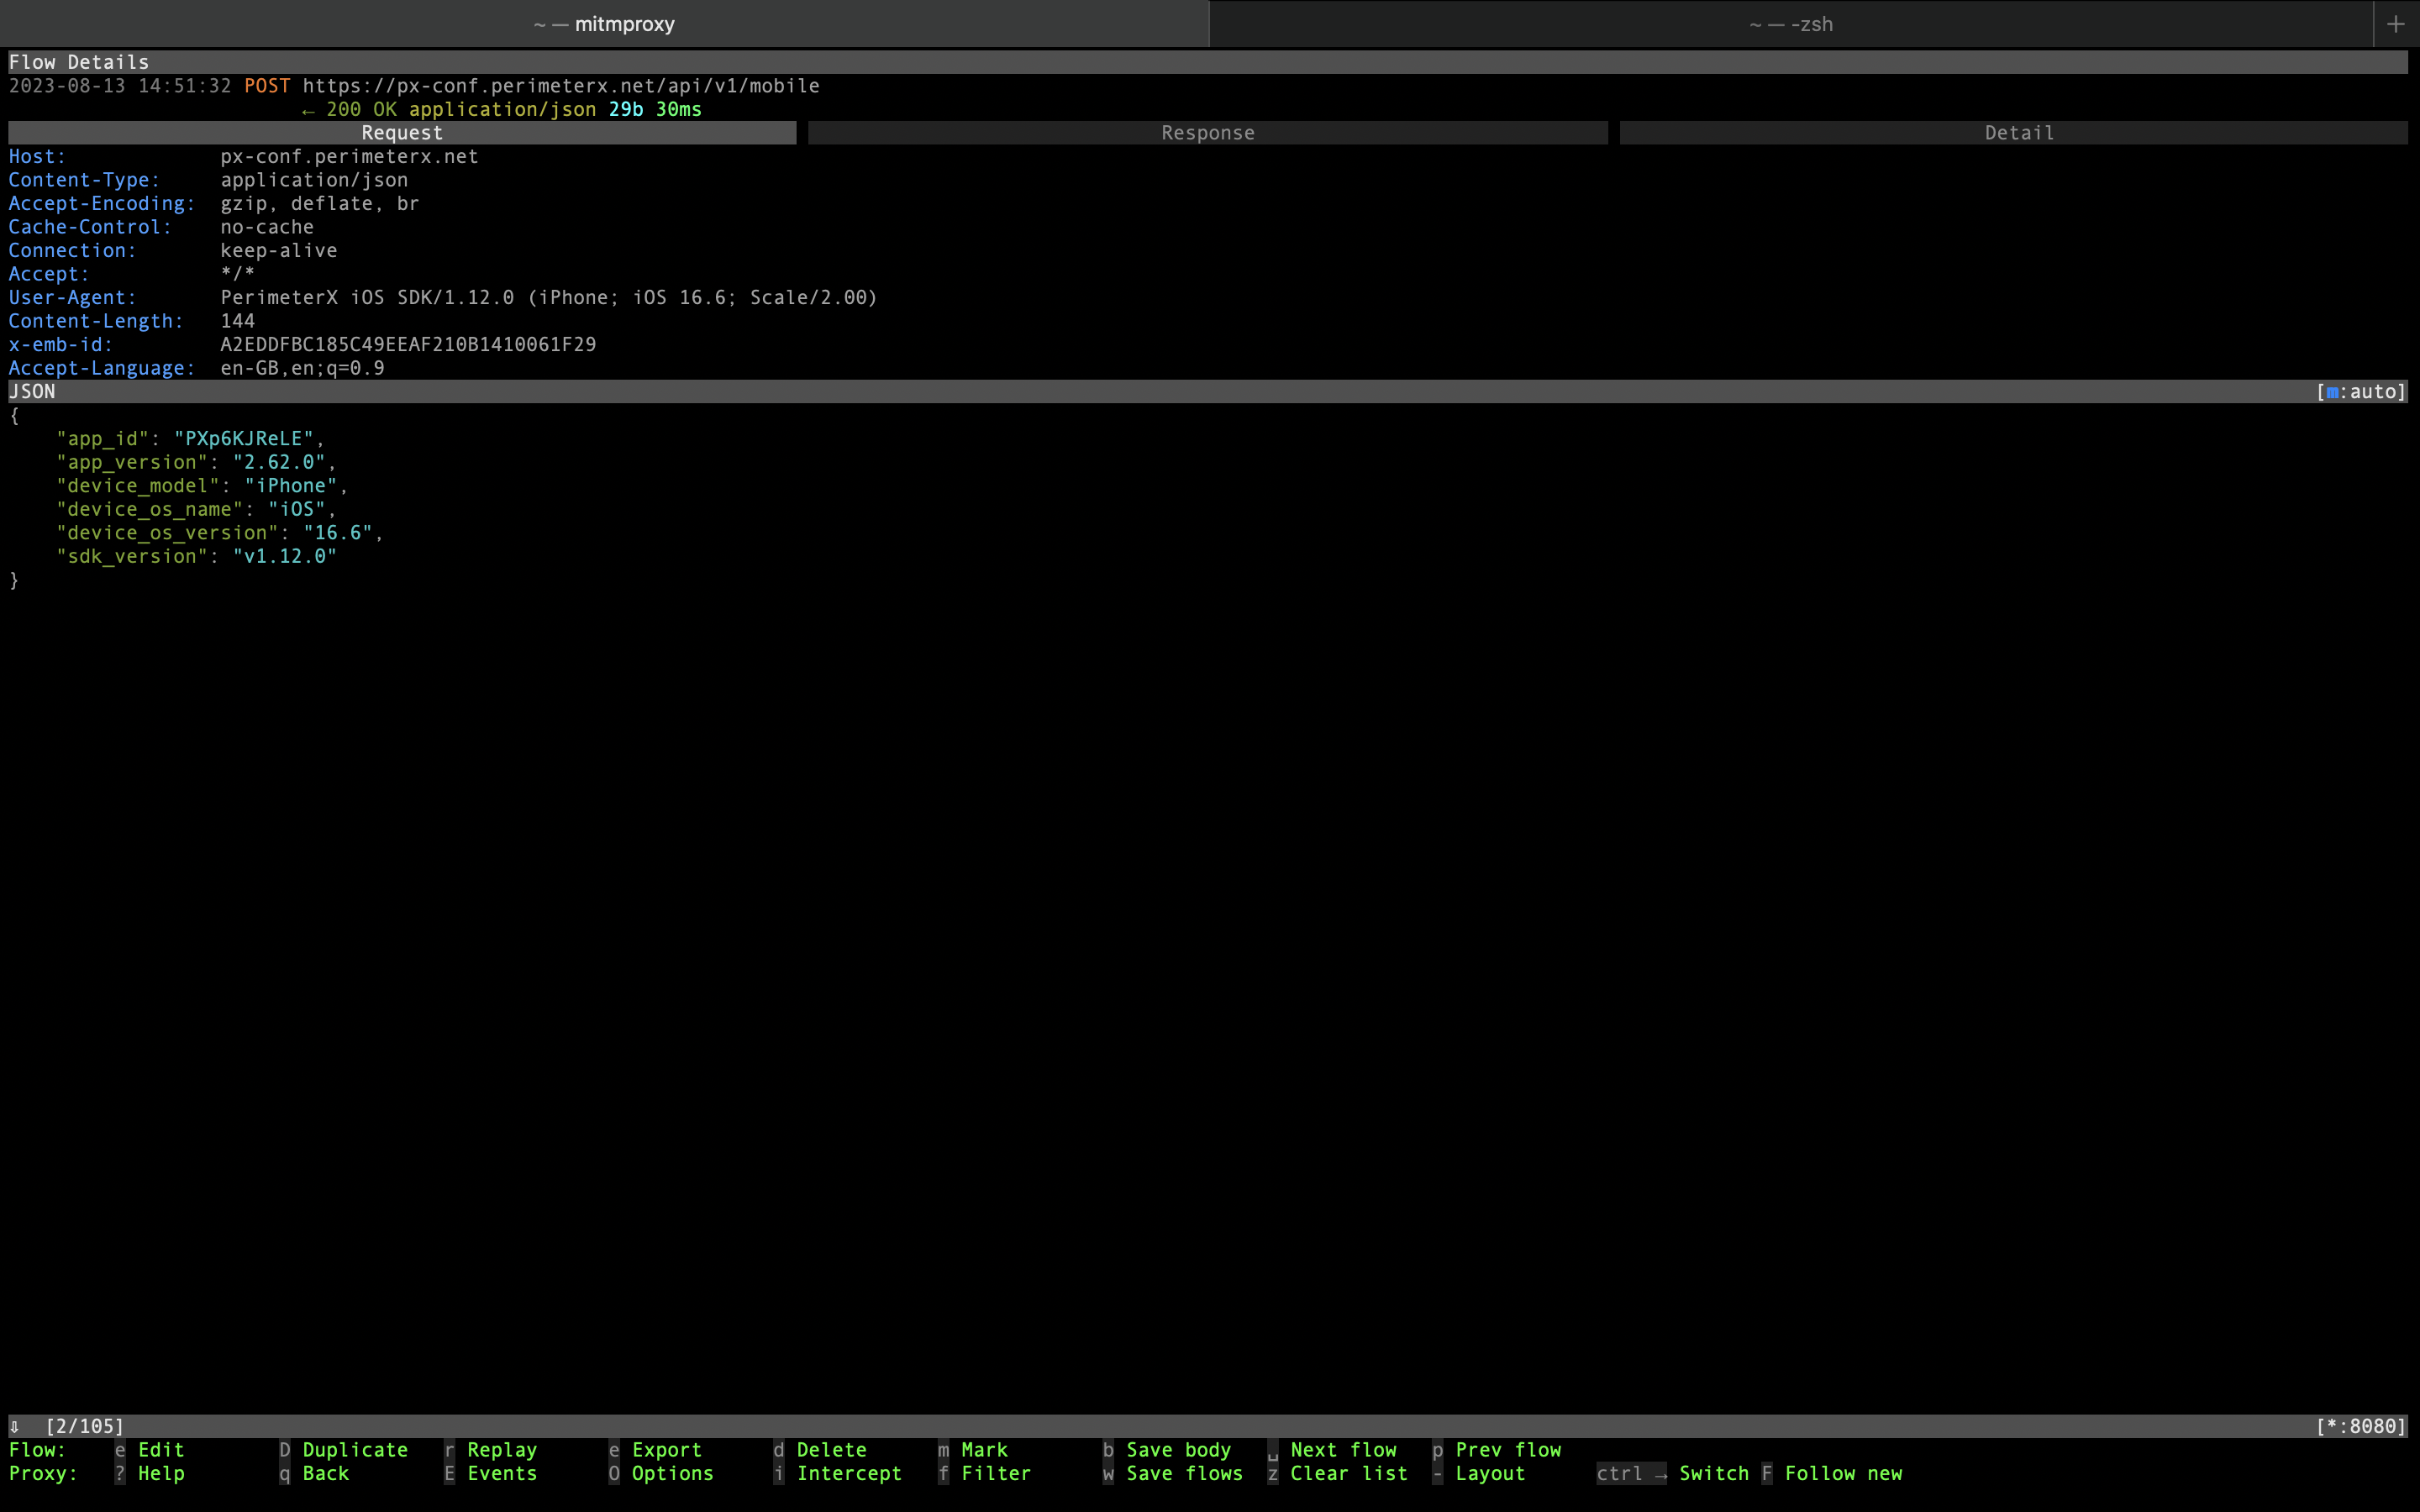 ~ — mitmproxy ~ — -zsh +
Flow Details
2023-08-13 14:51:32 POST https://px-conf.perimeterx.net/api/v1/mobile
← 200 OK application/json 29b 30ms
Request Response Detail
Host: px-conf.perimeterx.net
Content-Type: application/json
Accept-Encoding: gzip, deflate, br
Cache-Control: no-cache
Connection: keep-alive
Accept: */*
User-Agent: PerimeterX iOS SDK/1.12.0 (iPhone; iOS 16.6; Scale/2.00)
Content-Length: 144
x-emb-id: A2EDDFBC185C49EEAF210B1410061F29
Accept-Language: en-GB,en;q=0.9
JSON [m:auto]
{
"app_id": "PXp6KJReLE",
"app_version": "2.62.0",
"device_model": "iPhone",
"device_os_name": "iOS",
"device_os_version": "16.6",
"sdk_version": "v1.12.0"
}
⇩ [2/105] [*:8080]
Flow: e Edit D Duplicate r Replay e Export d Delete m Mark b Save body ␣ Next flow p Prev flow
Proxy: ? Help q Back E Events O Options i Intercept f Filter w Save flows z Clear list - Layout ctrl → Switch F Follow new